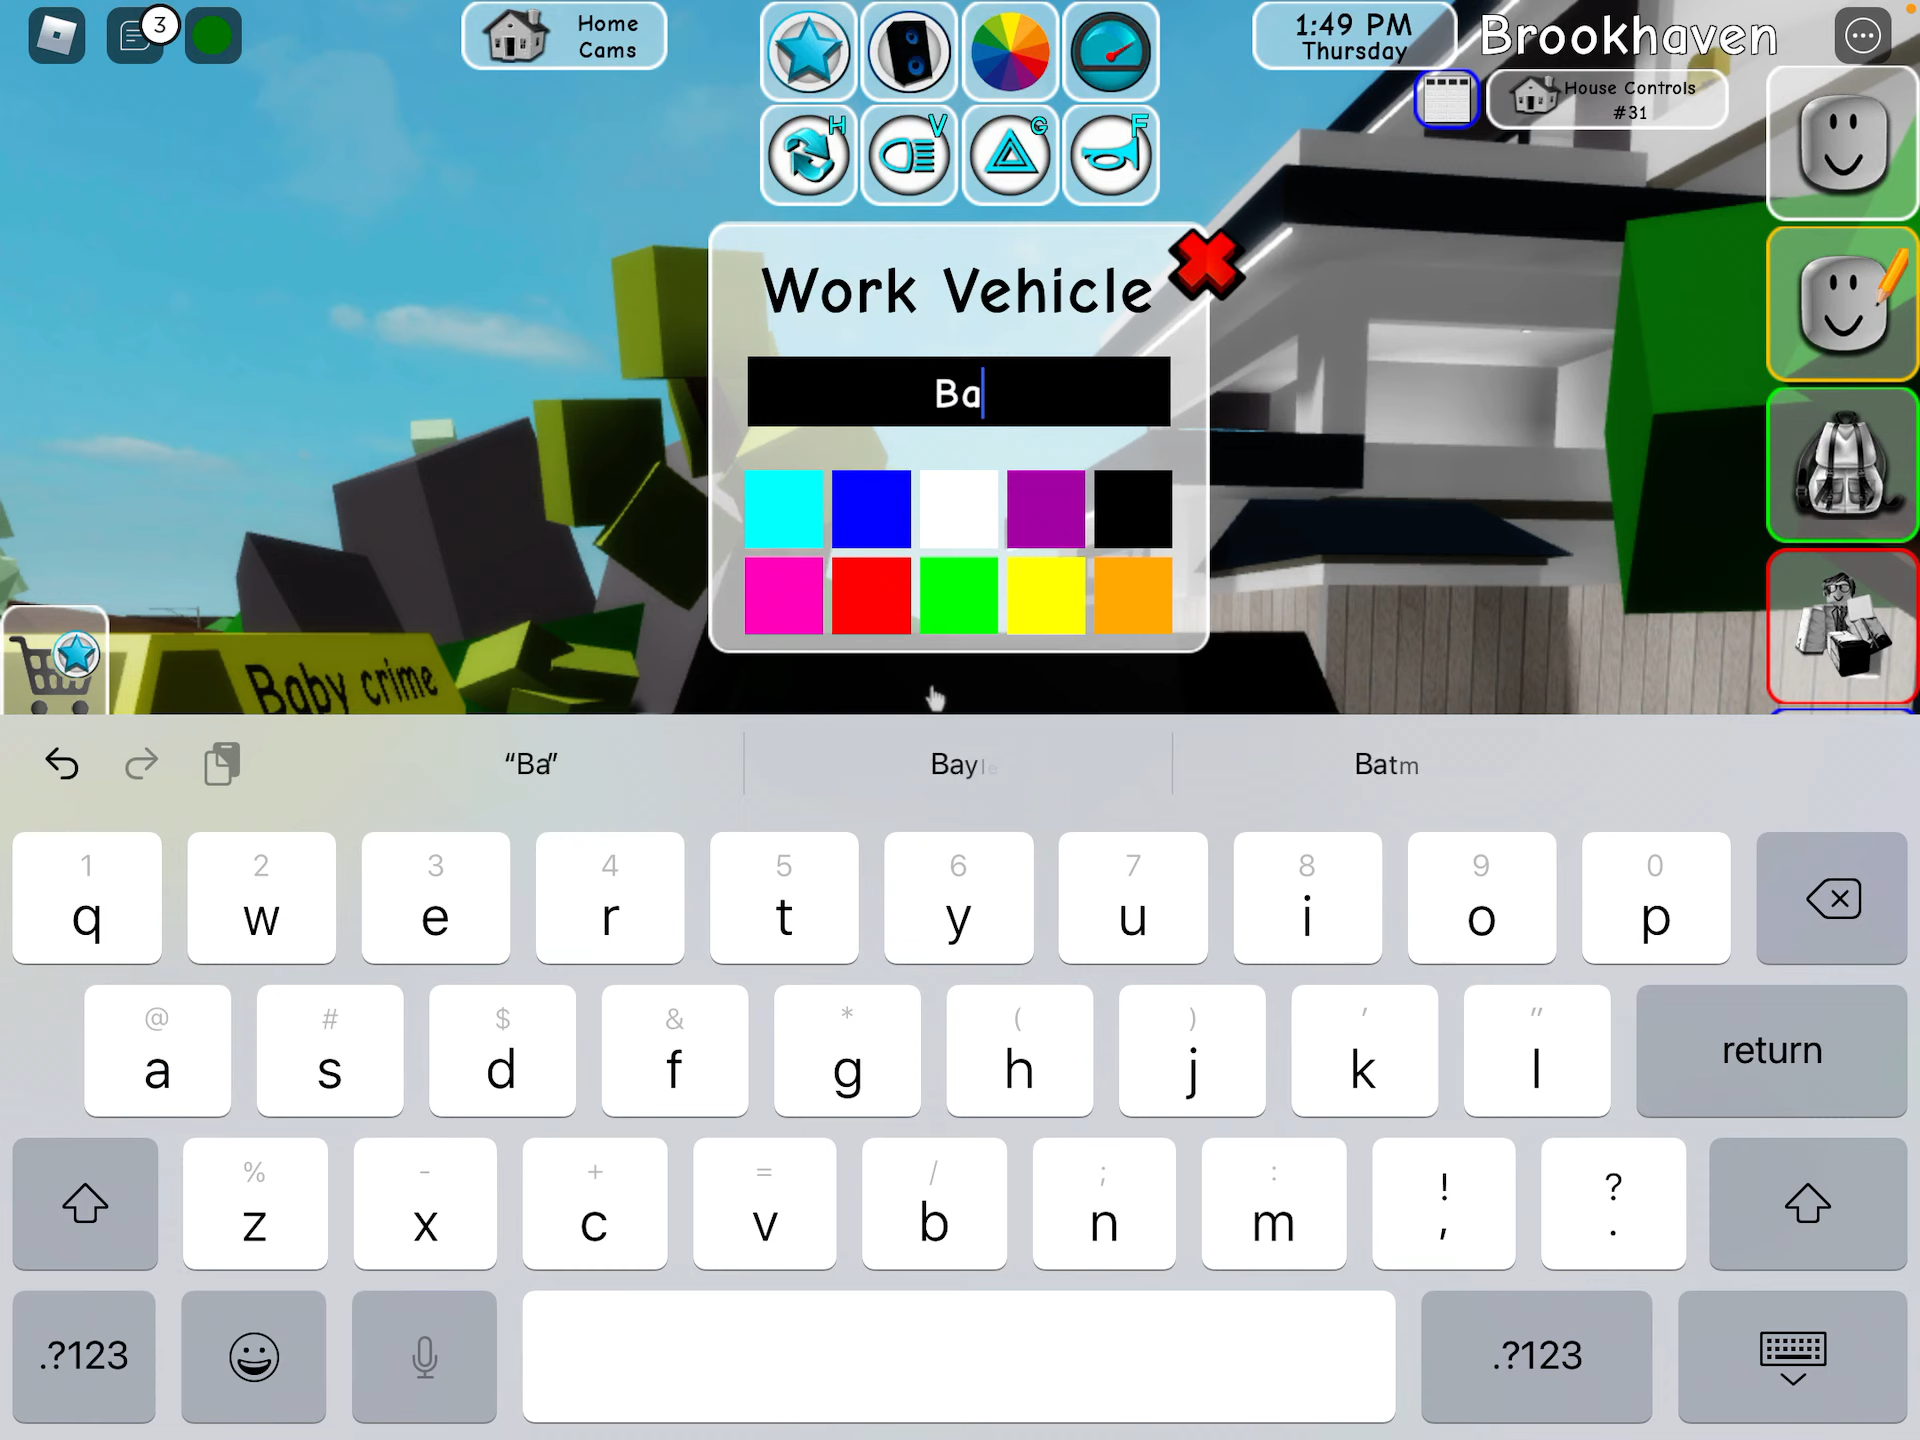 3
Home
Cams
1:49 PM
Thursday
Brookhaven
House Controls
#31
H
V
G
F
Work Vehicle
Ba
Baby crime
“Ba”
Bay
Batm
1 2 3 4 5 6 7 8 9 0
q w e r t y u i o p
@ # $ & * ( ) ' "
a s d f g h j k l
return
% - + = / ; : ! ?
z x c v b n m , .
.?123
.?123